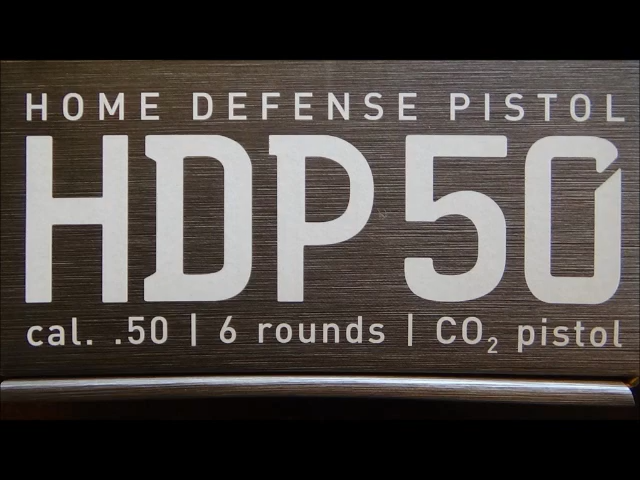 HOME DEFENSE PISTOL
HDP50
cal. .50 | 6 rounds | CO₂ pistol